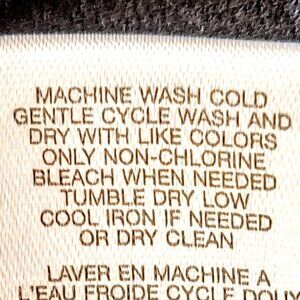 MACHINE WASH COLD
GENTLE CYCLE WASH AND
DRY WITH LIKE COLORS
ONLY NON-CHLORINE
BLEACH WHEN NEEDED
TUMBLE DRY LOW
COOL IRON IF NEEDED
OR DRY CLEAN
LAVER EN MACHINE A
L'EAU FROIDE CYCLE DOUX